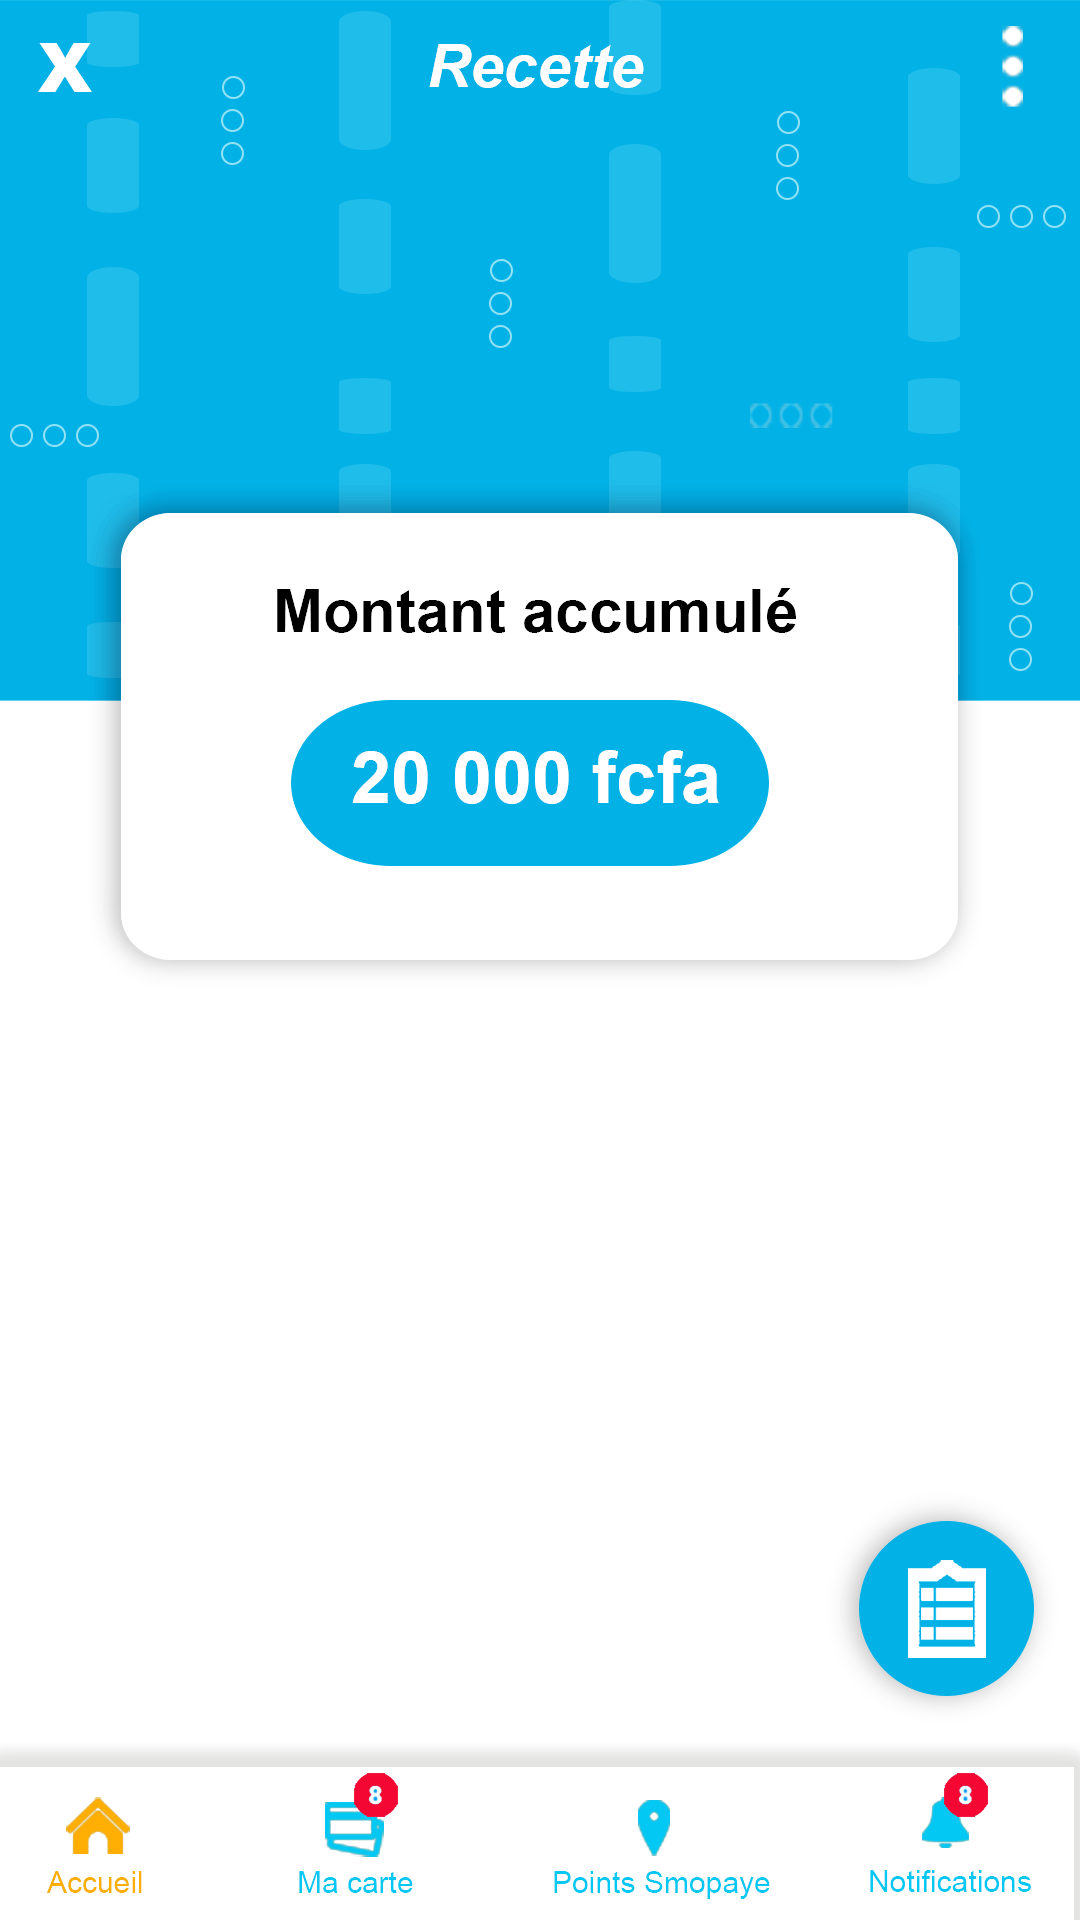 X Recette
Montant accumulé
20 000 fcfa
8 8
Accueil Ma carte Points Smopaye Notifications